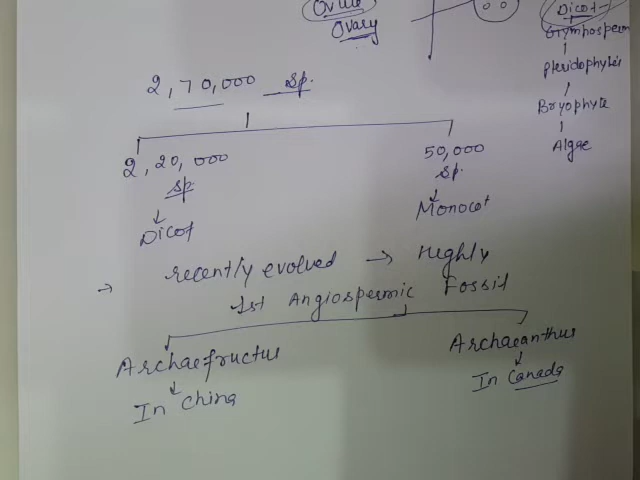 Ovule
Ovary
Dicot
Gymnosperm
Pteridophytes
Bryophyte
Algae
2,70,000 sp.
2,20,000
sp.
Dicot
50,000
sp.
Monocot
→ recently evolved → Highly
1st Angiospermic Fossil
Archaefructus
In China
Archaeanthus
In Canada